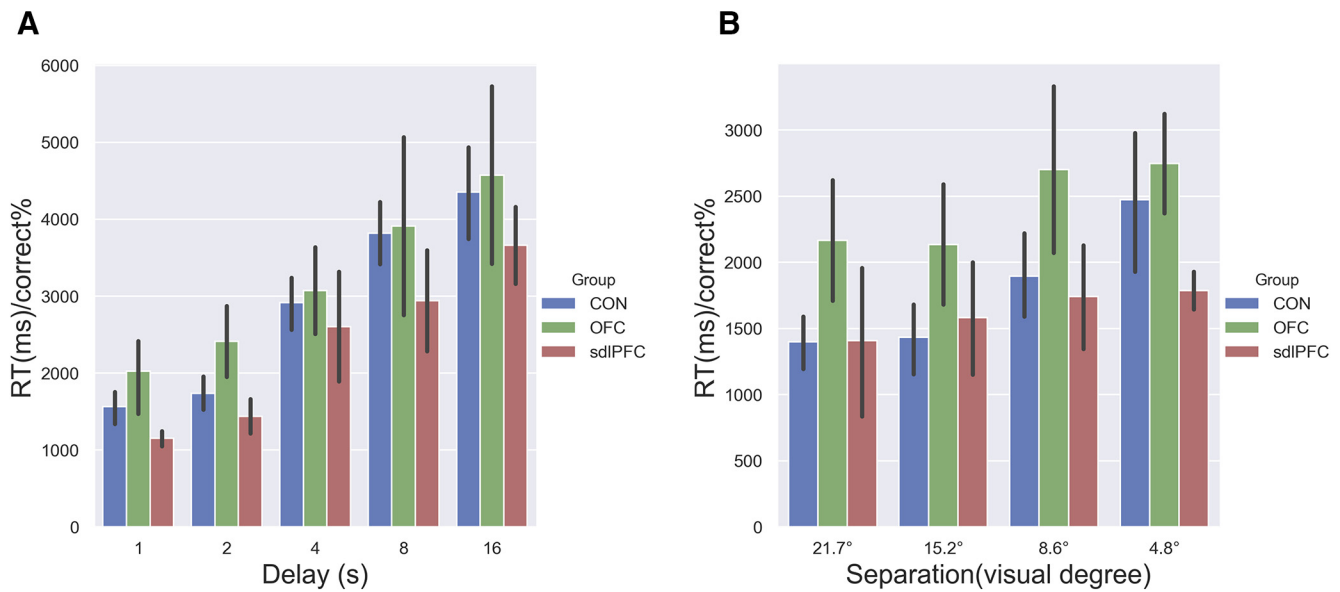 A
6000
5000
4000
3000
2000
1000
0
RT(ms)/correct%
1 2 4 8 16
Delay (s)
Group
CON
OFC
sdlPFC
B
3000
2500
2000
1500
1000
500
0
RT(ms)/correct%
21.7° 15.2° 8.6° 4.8°
Separation(visual degree)
Group
CON
OFC
sdlPFC